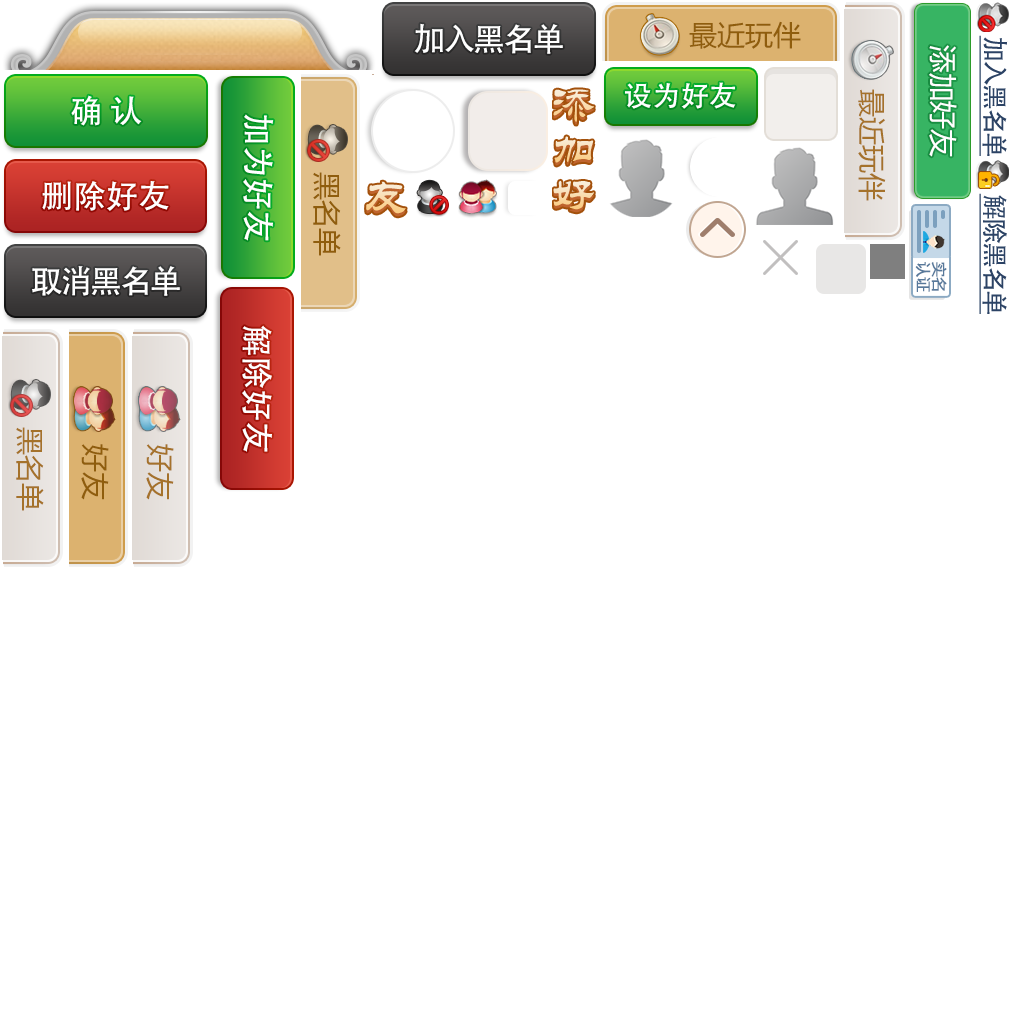 加入黑名单
最近玩伴
确 认
删除好友
取消黑名单
加为好友
解除好友
黑名单
添
加
好
友
设为好友
最近玩伴
添加好友
加入黑名单
解除黑名单
实名
认证
黑名单
好友
好友